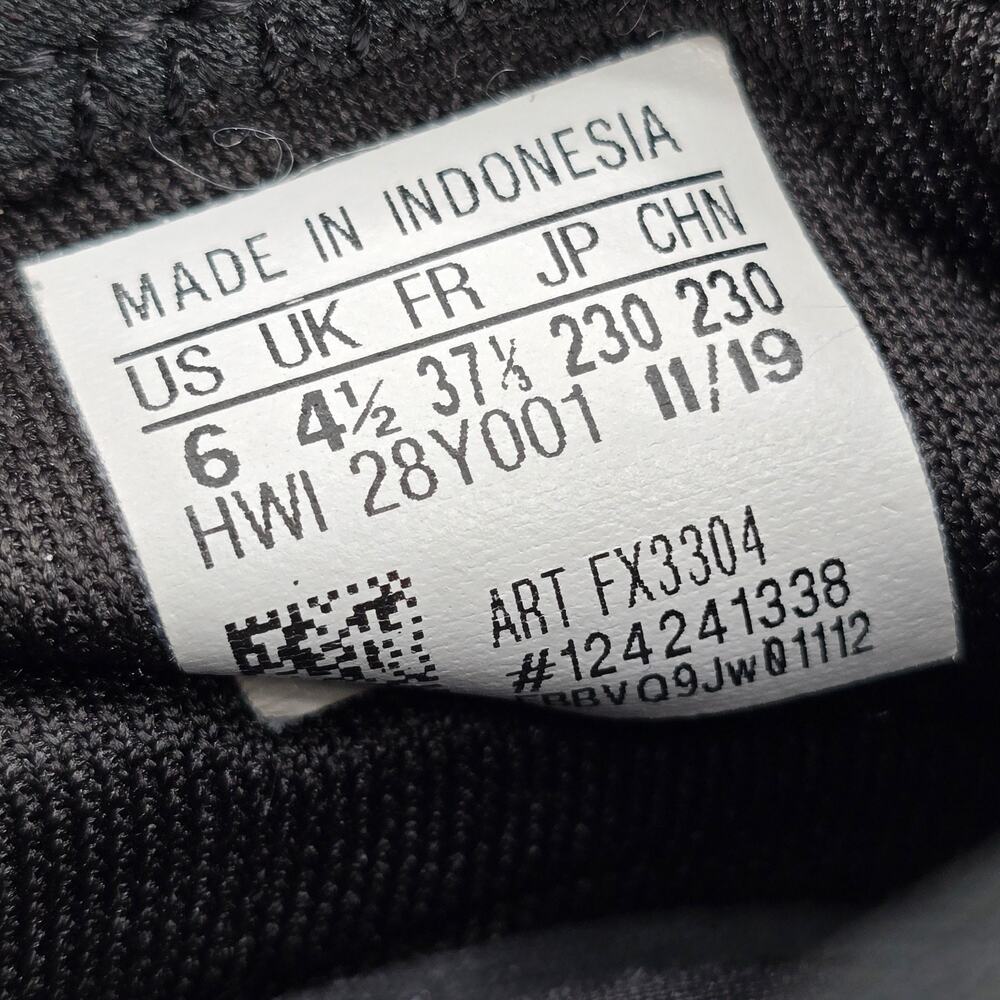 MADE IN INDONESIA
US UK FR JP CHN
6 4½ 37⅓ 230 230
HWI 28Y001 11/19
ART FX3304
#124241338